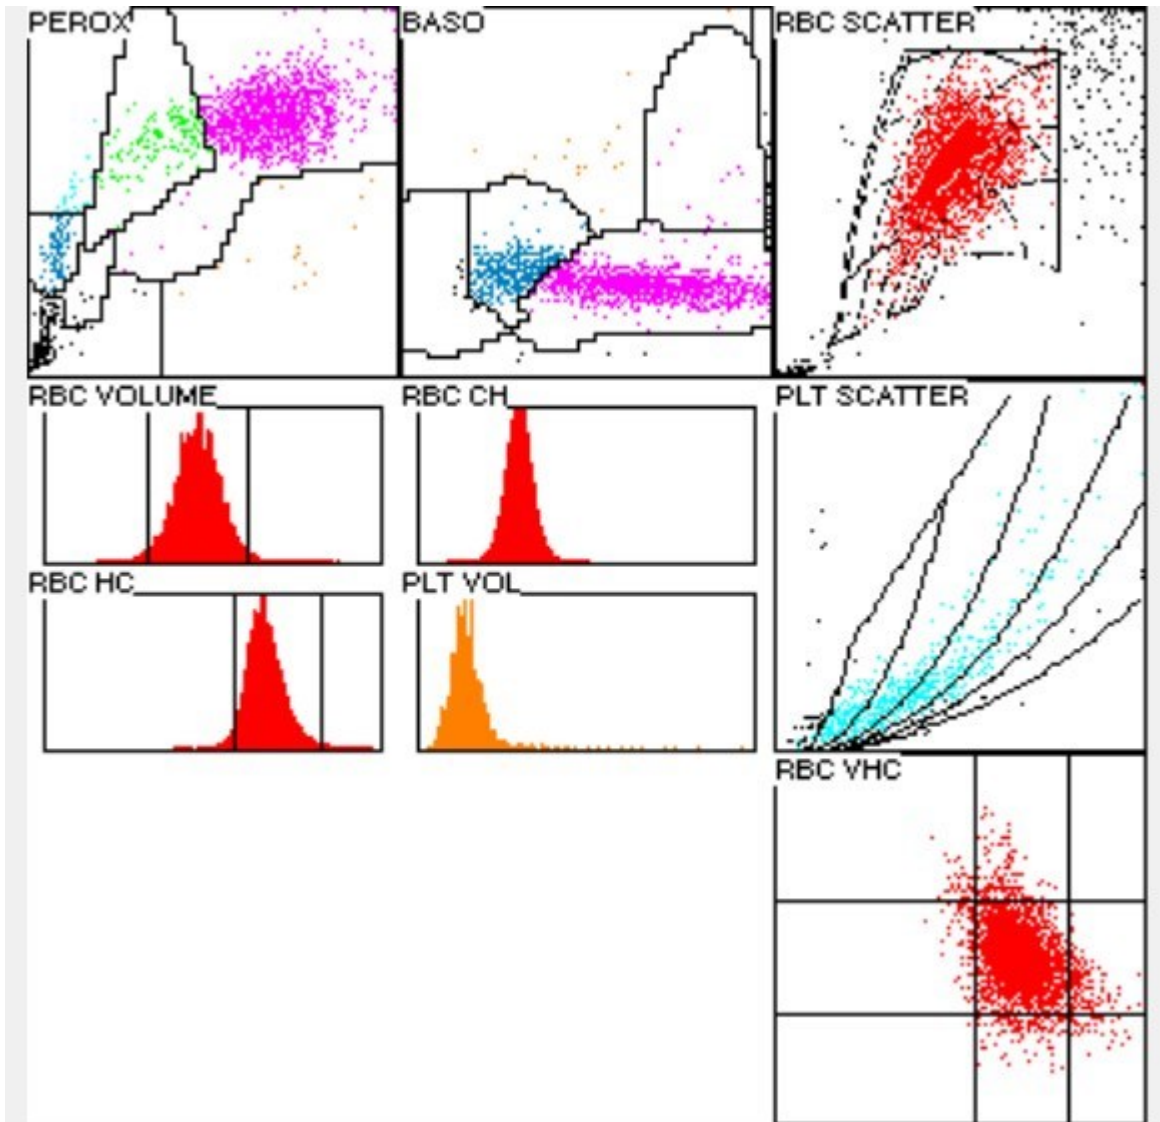 PEROX
BASO
RBC SCATTER
RBC VOLUME
RBC CH
PLT SCATTER
RBC HC
PLT VOL
RBC VHC